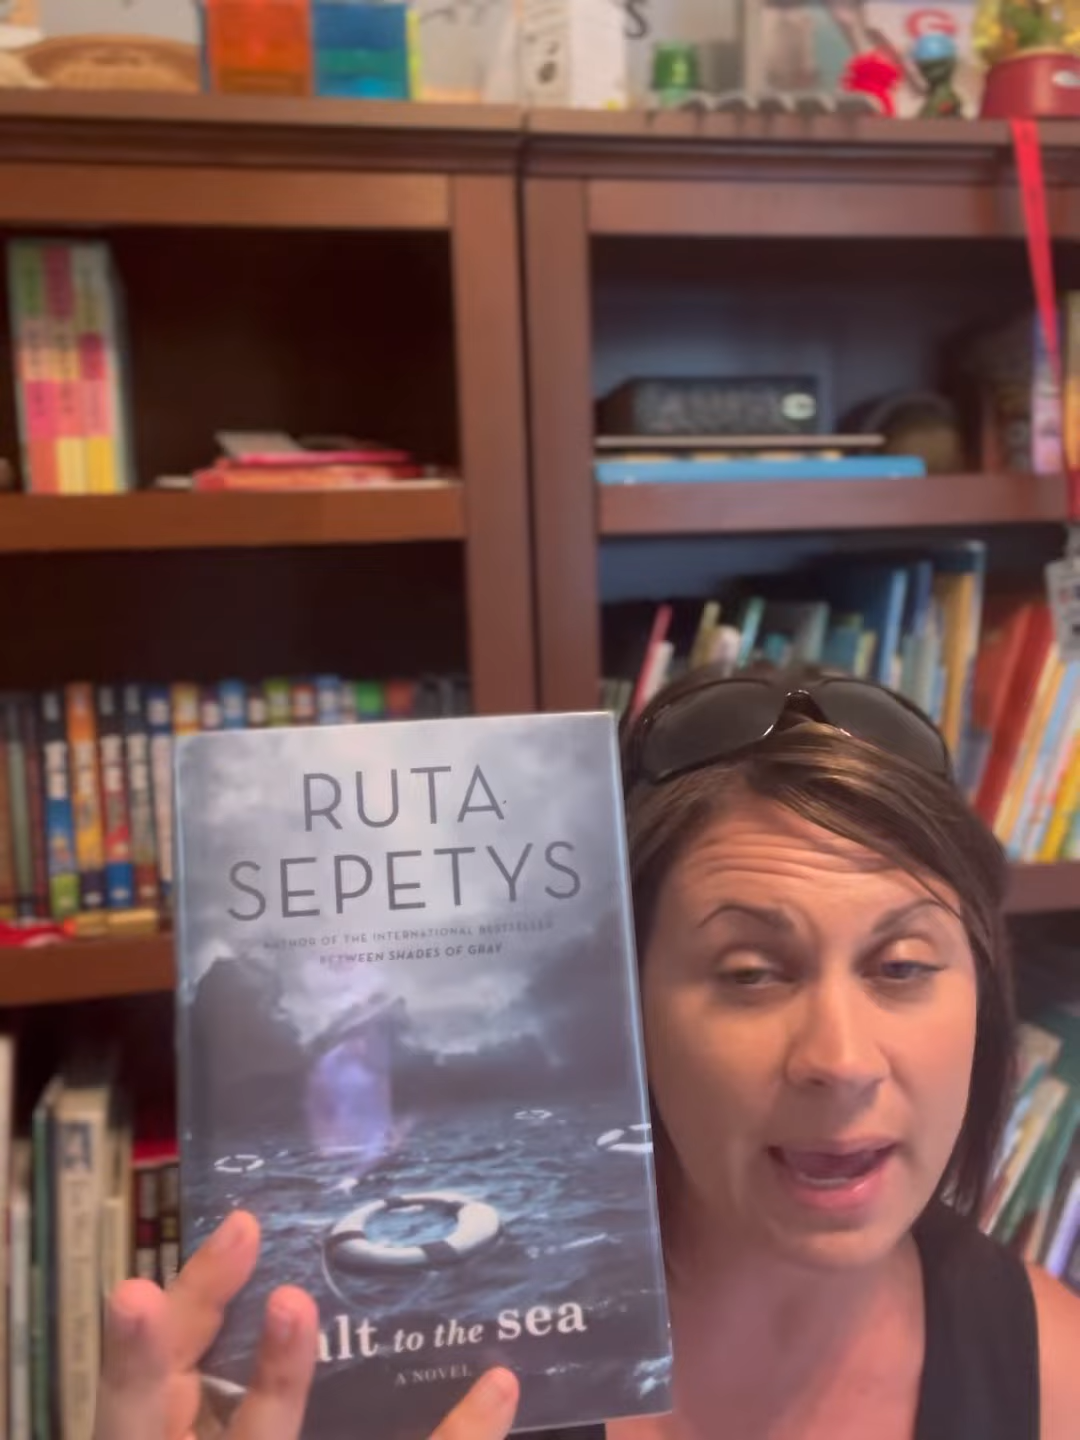 RUTA
SEPETYS
AUTHOR OF THE INTERNATIONAL BESTSELLER
BETWEEN SHADES OF GRAY
alt to the sea
A NOVEL